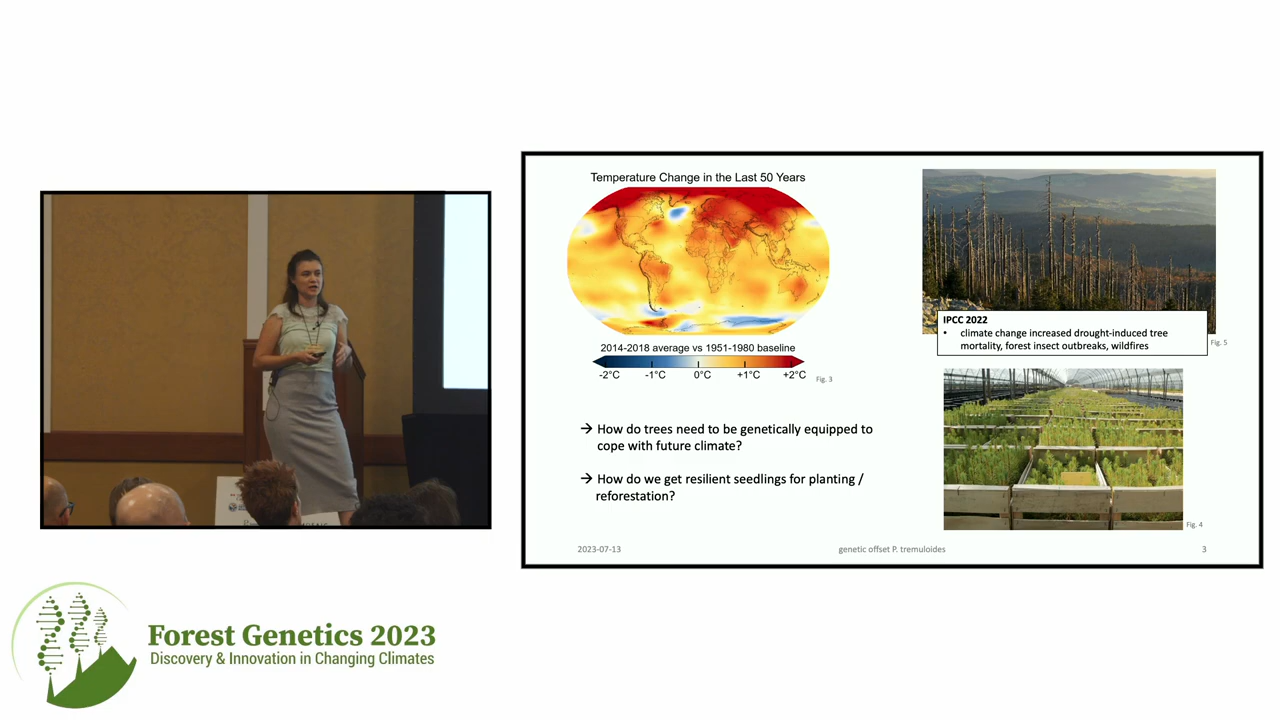 Temperature Change in the Last 50 Years
2014-2018 average vs 1951-1980 baseline
-2°C -1°C 0°C +1°C +2°C
Fig. 3
→ How do trees need to be genetically equipped to
cope with future climate?
→ How do we get resilient seedlings for planting /
reforestation?
IPCC 2022
• climate change increased drought-induced tree
mortality, forest insect outbreaks, wildfires
Fig. 5
Fig. 4
2023-07-13 genetic offset P. tremuloides 3
Forest Genetics 2023
Discovery & Innovation in Changing Climates